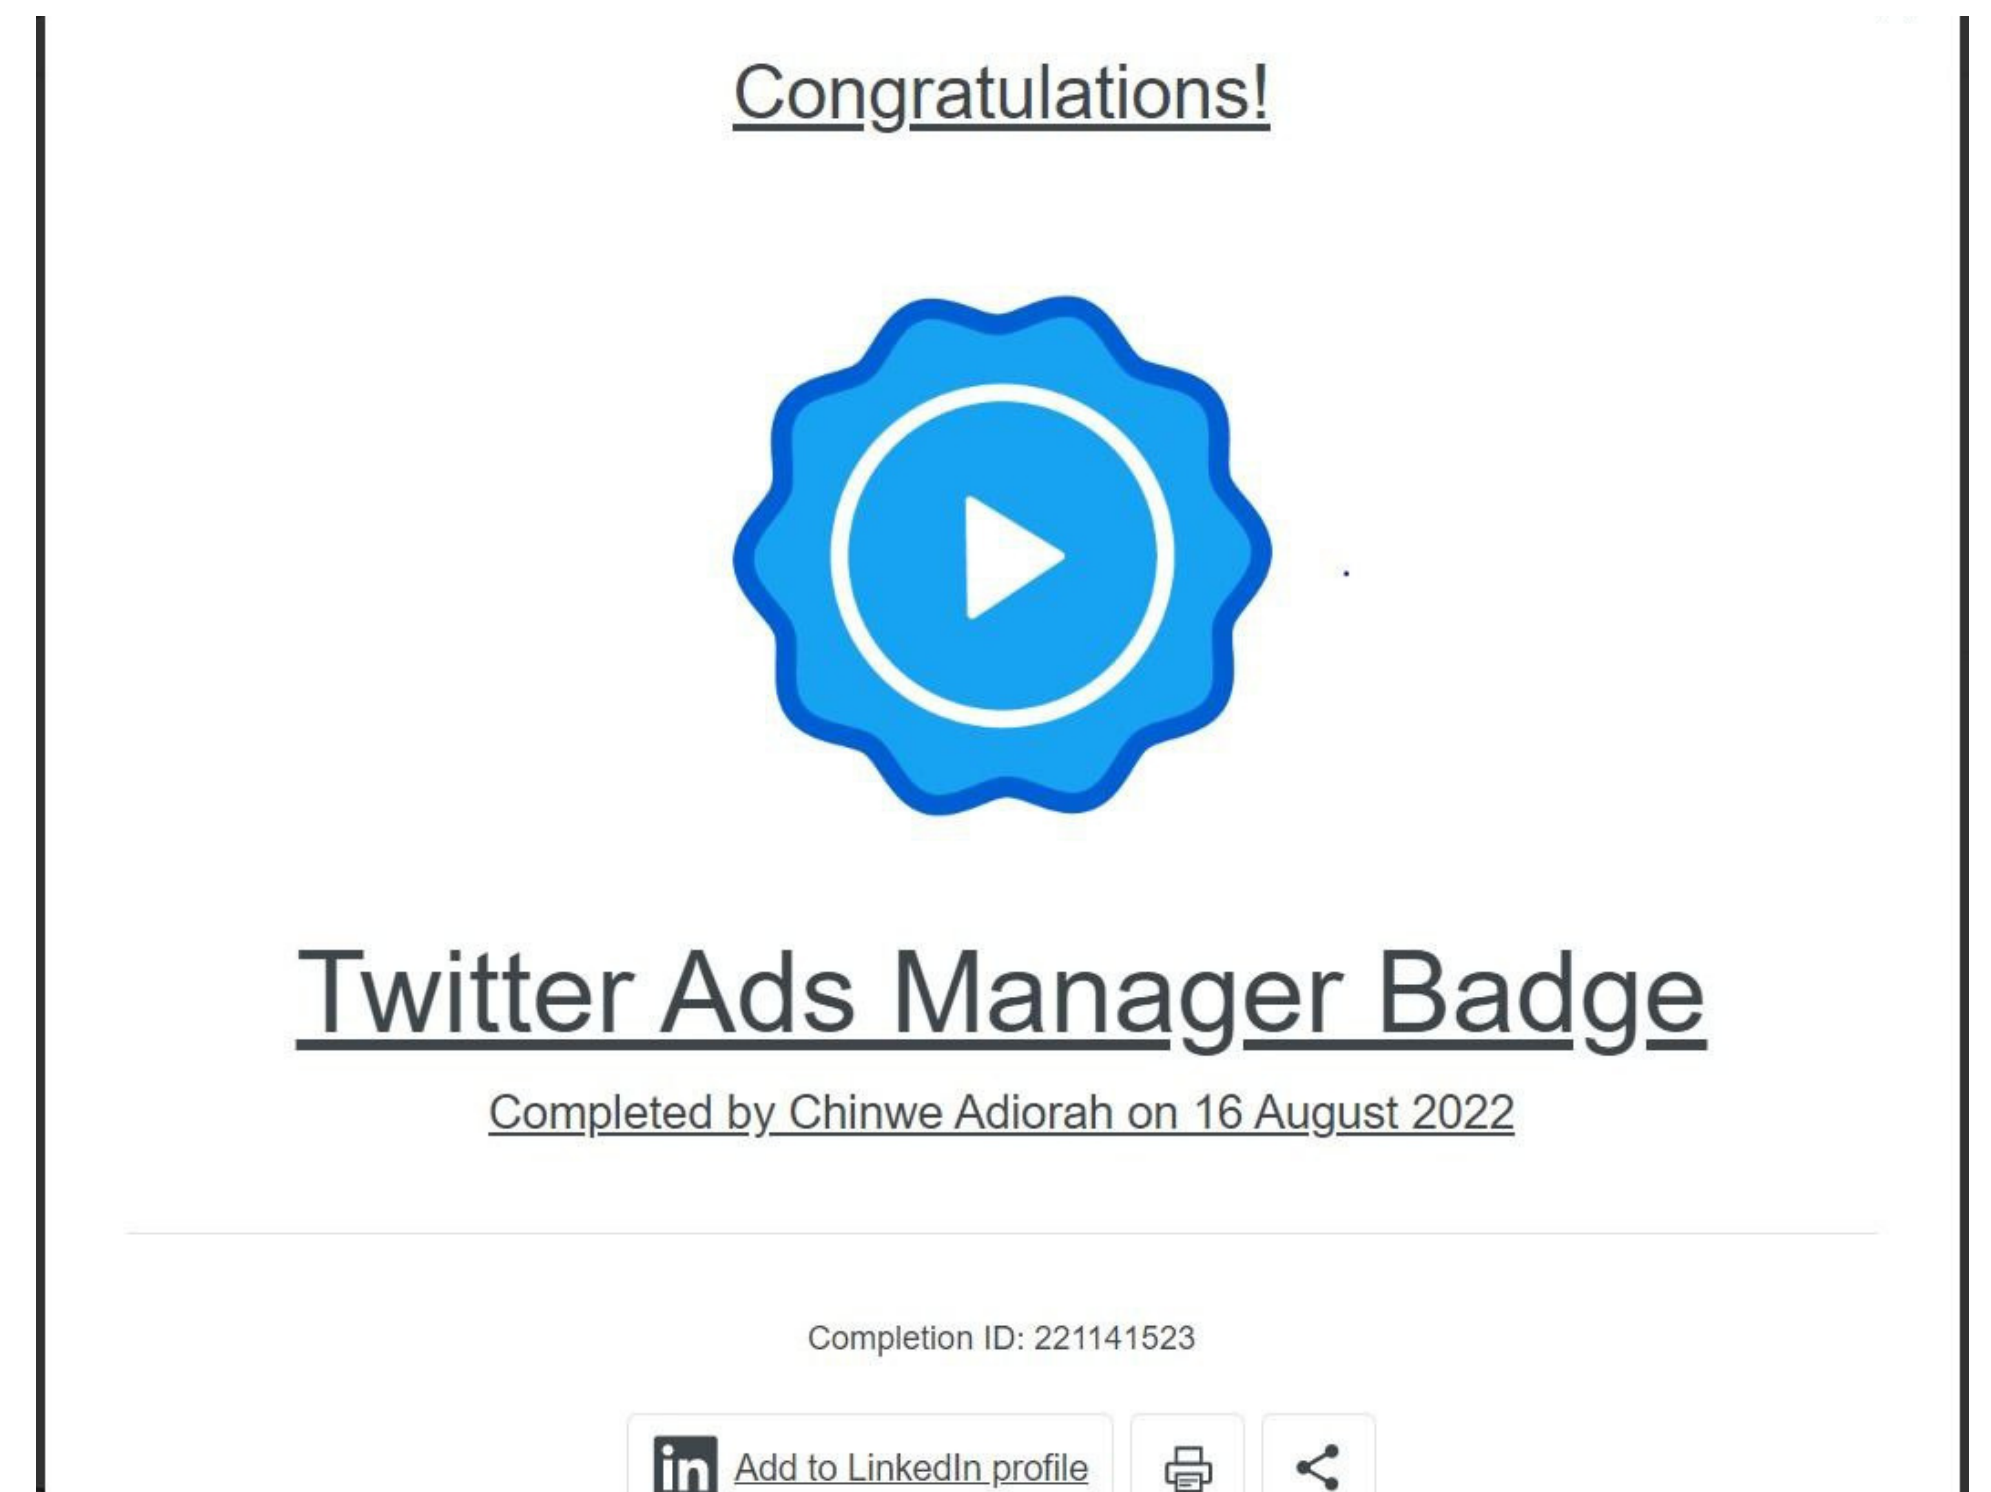 Congratulations!
Twitter Ads Manager Badge
Completed by Chinwe Adiorah on 16 August 2022
Completion ID: 221141523
in Add to LinkedIn profile